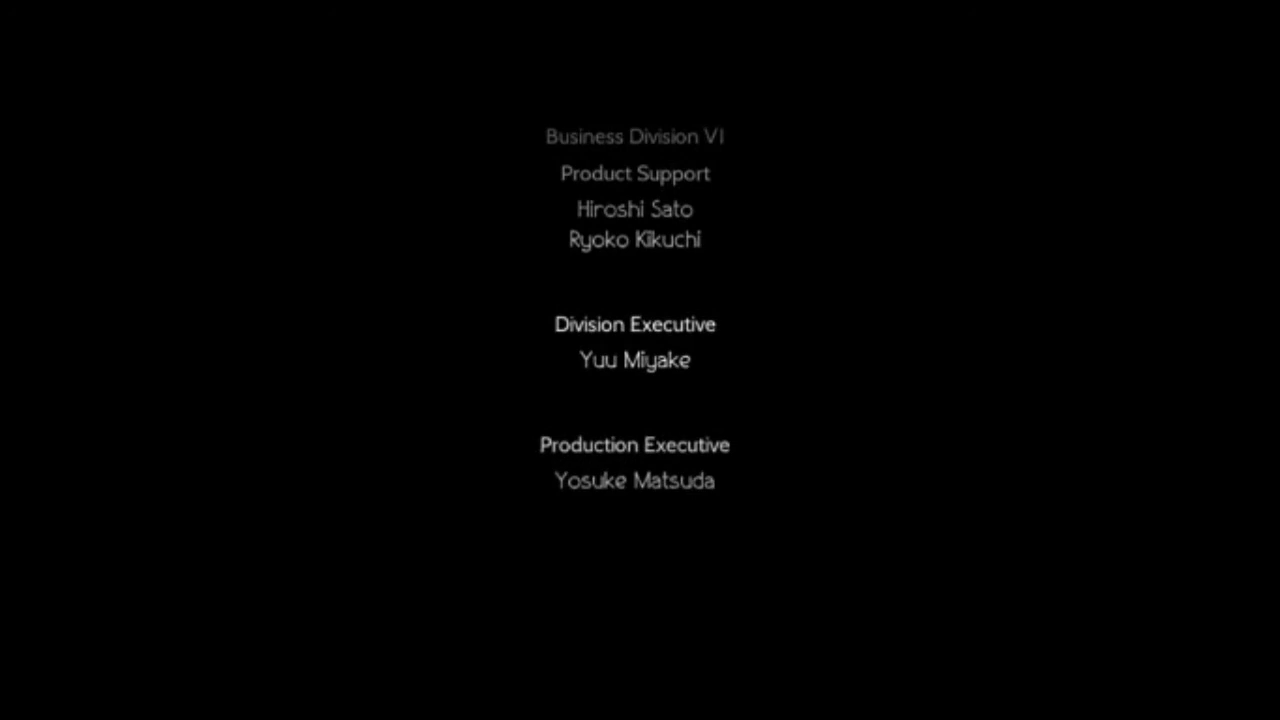 Business Division VI
Product Support
Hiroshi Sato
Ryoko Kikuchi
Division Executive
Yuu Miyake
Production Executive
Yosuke Matsuda